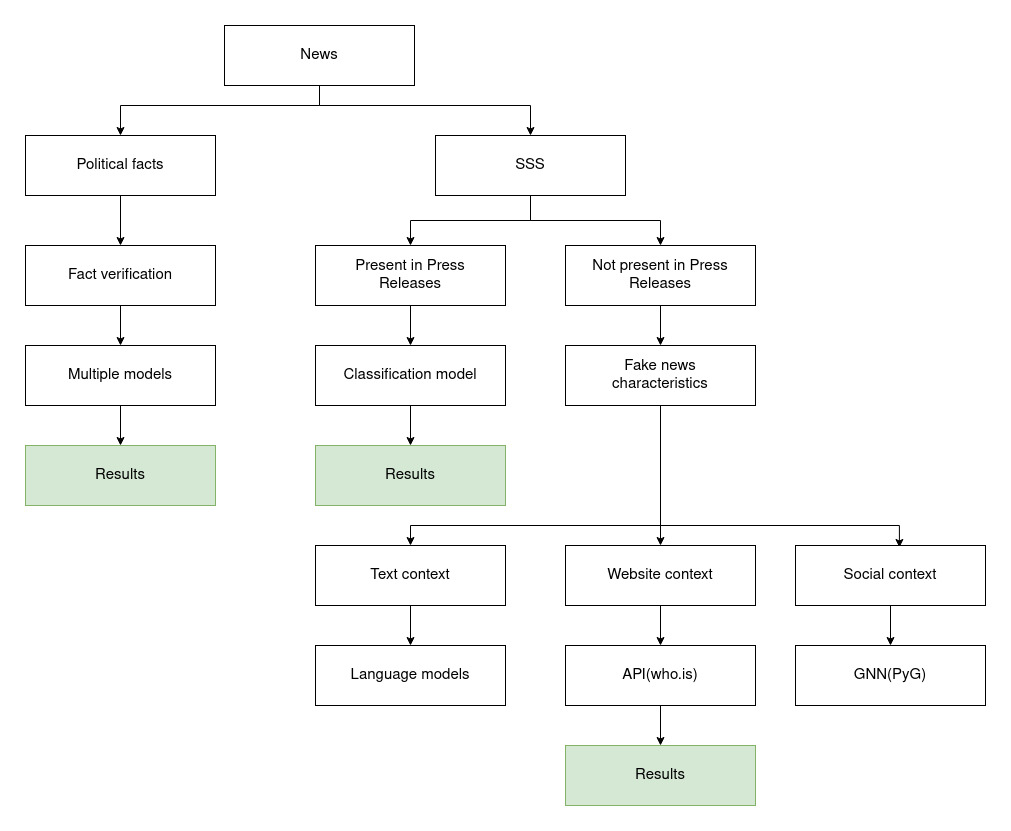 News
Political facts
SSS
Fact verification
Present in Press
Releases
Not present in Press
Releases
Multiple models
Classification model
Fake news
characteristics
Results
Results
Text context
Website context
Social context
Language models
API(who.is)
GNN(PyG)
Results